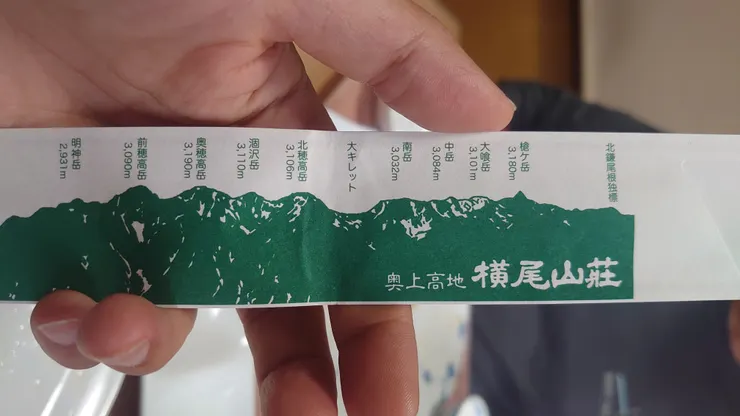 明神岳
2,931m
前穂高岳
3,090m
奥穂高岳
3,190m
涸沢岳
3,110m
北穂高岳
3,106m
大キレット
南岳
3,032m
中岳
3,084m
大喰岳
3,101m
槍ケ岳
3,180m
北鎌尾根独標
奥上高地 横尾山荘